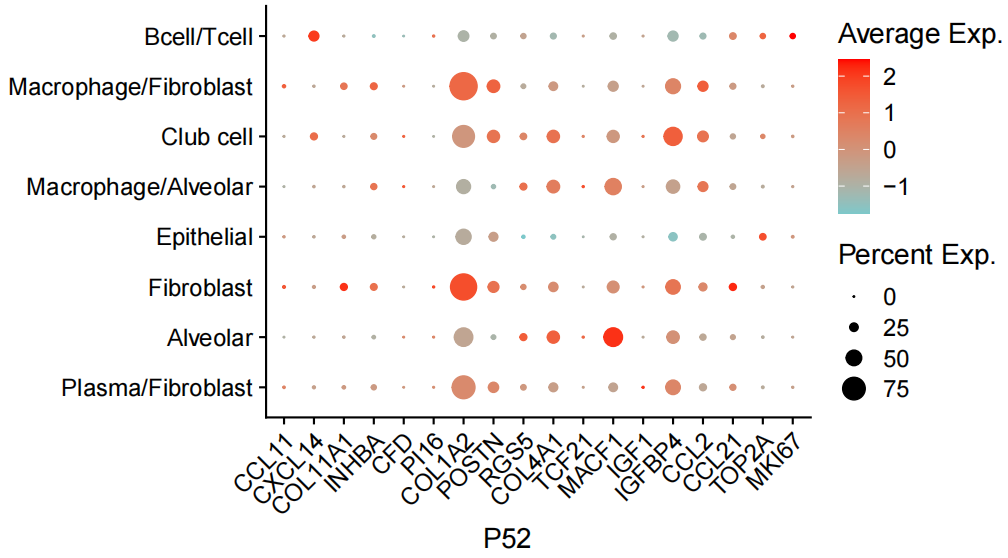 Bcell/Tcell
Macrophage/Fibroblast
Club cell
Macrophage/Alveolar
Epithelial
Fibroblast
Alveolar
Plasma/Fibroblast
CCL11
CXCL14
COL11A1
INHBA
CFD
PI16
COL1A2
POSTN
RGS5
COL4A1
TCF21
MACF1
IGF1
IGFBP4
CCL2
CCL21
TOP2A
MKI67
P52
Average Exp.
2
1
0
−1
Percent Exp.
0
25
50
75